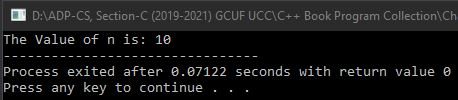 D:\ADP-CS, Section-C (2019-2021) GCUF UCC\C++ Book Program Collection\Cha
The Value of n is: 10
--------------------------------
Process exited after 0.07122 seconds with return value 0
Press any key to continue . . .